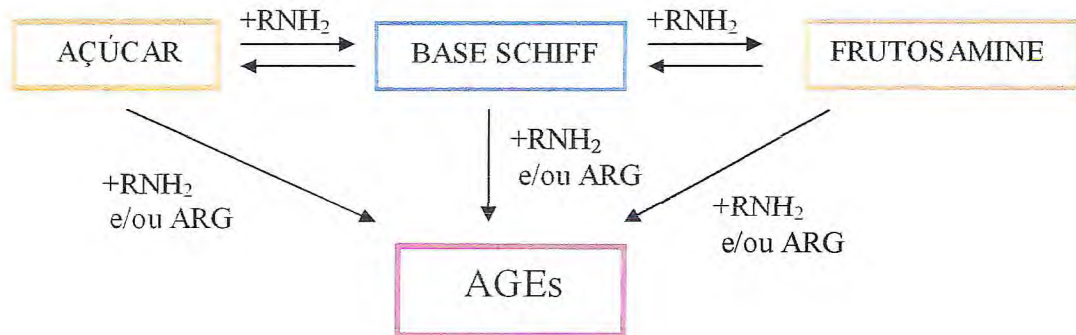 +RNH₂
+RNH₂
AÇÚCAR
BASE SCHIFF
FRUTOSAMINE
+RNH₂
e/ou ARG
+RNH₂
e/ou ARG
+RNH₂
e/ou ARG
AGEs